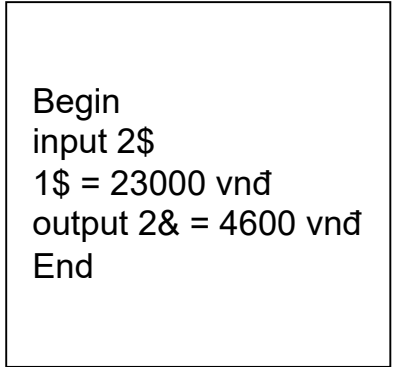 Begin
input 2$
1$ = 23000 vnđ
output 2& = 4600 vnđ
End